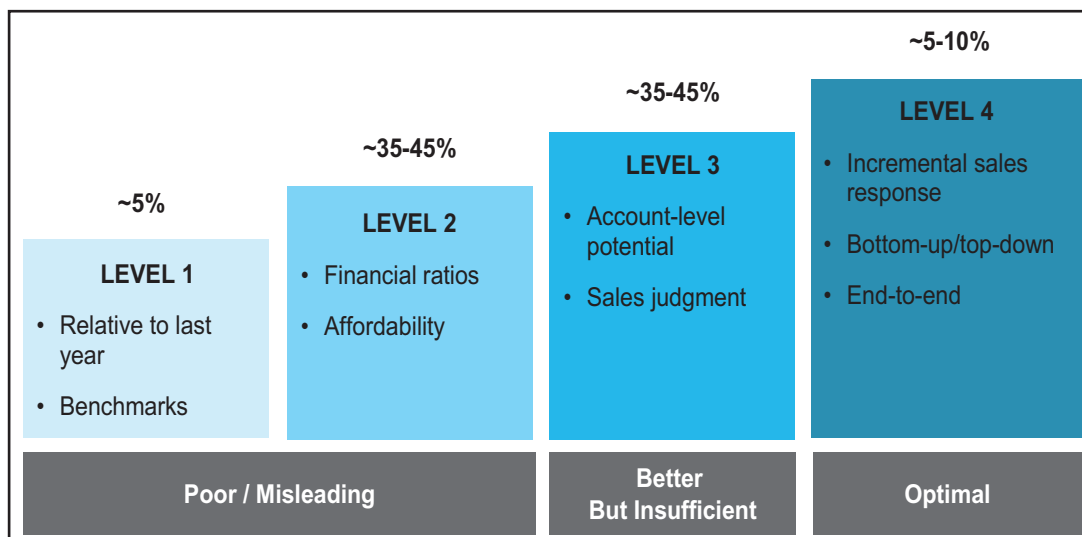 ~5%
LEVEL 1
• Relative to last
year
• Benchmarks
~35-45%
LEVEL 2
• Financial ratios
• Affordability
~35-45%
LEVEL 3
• Account-level
potential
• Sales judgment
~5-10%
LEVEL 4
• Incremental sales
response
• Bottom-up/top-down
• End-to-end
Poor / Misleading
Better
But Insufficient
Optimal